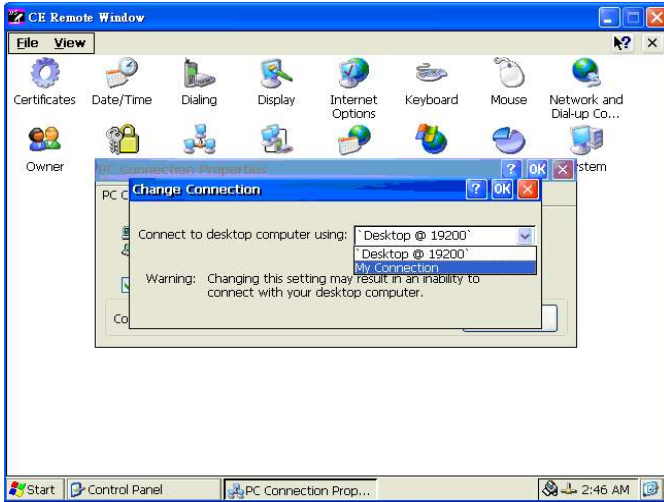 CE Remote Window
File View
?
Certificates Date/Time Dialing Display Internet Options Keyboard Mouse Network and Dial-up Co...
Owner
stem
PC Connection Properties ? OK
PC C
Change Connection ? OK
Connect to desktop computer using: `Desktop @ 19200`
`Desktop @ 19200`
My Connection
Warning: Changing this setting may result in an inability to
connect with your desktop computer.
Co
Start Control Panel PC Connection Prop... 2:46 AM